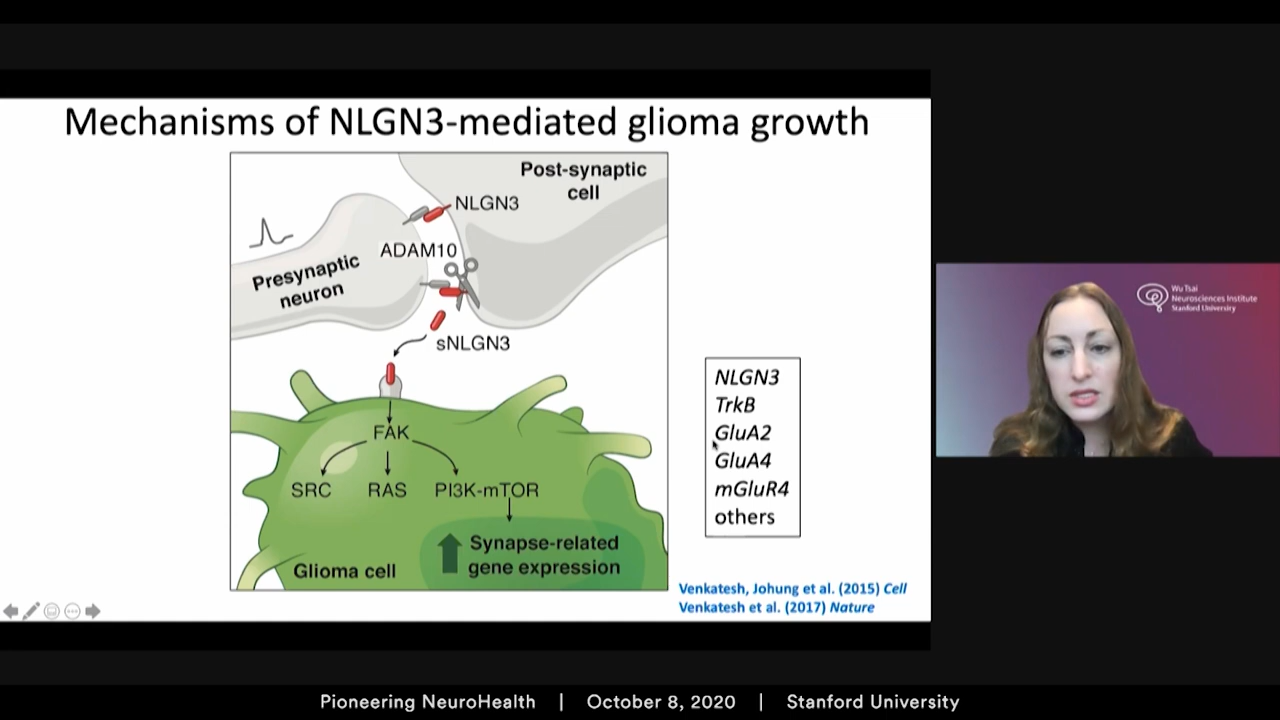 Mechanisms of NLGN3-mediated glioma growth
Post-synaptic
cell
NLGN3
ADAM10
Presynaptic
neuron
sNLGN3
FAK
SRC
RAS
PI3K-mTOR
Synapse-related
gene expression
Glioma cell
NLGN3
TrkB
GluA2
GluA4
mGluR4
others
Venkatesh, Johung et al. (2015) Cell
Venkatesh et al. (2017) Nature
Wu Tsai
Neurosciences Institute
Stanford University
Pioneering NeuroHealth | October 8, 2020 | Stanford University